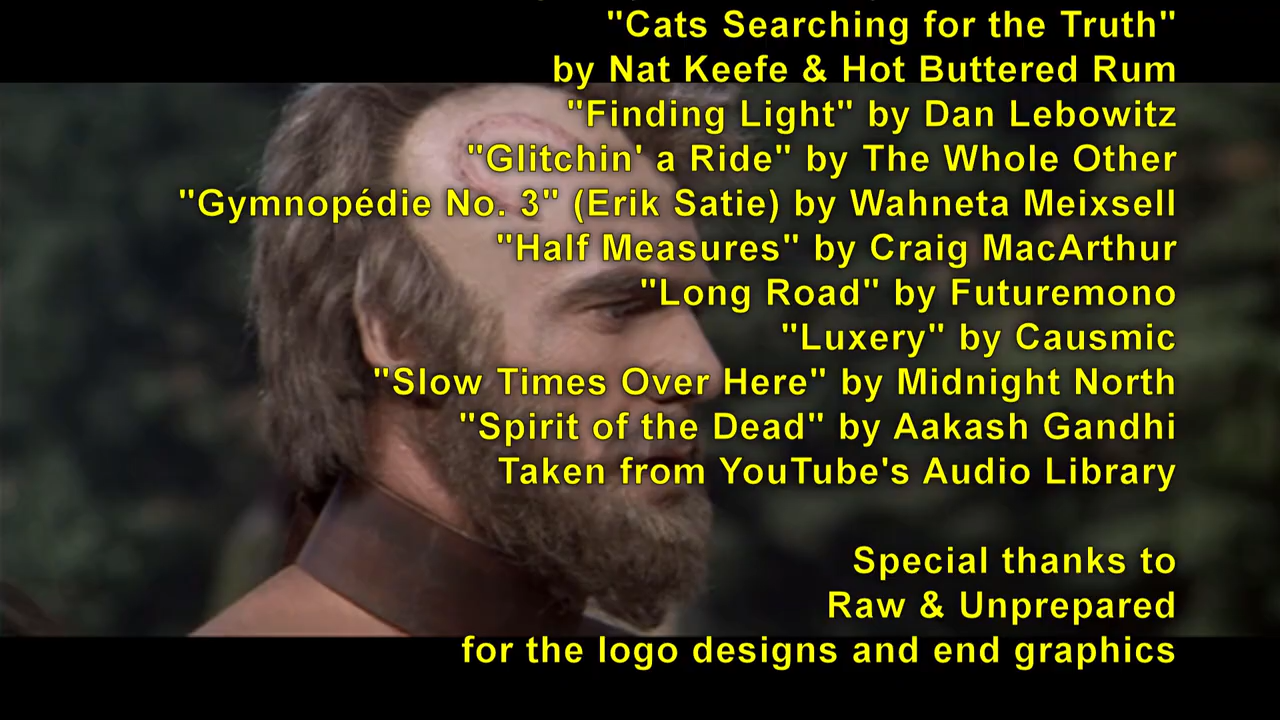 "Cats Searching for the Truth"
by Nat Keefe & Hot Buttered Rum
"Finding Light" by Dan Lebowitz
"Glitchin' a Ride" by The Whole Other
"Gymnopédie No. 3" (Erik Satie) by Wahneta Meixsell
"Half Measures" by Craig MacArthur
"Long Road" by Futuremono
"Luxery" by Causmic
"Slow Times Over Here" by Midnight North
"Spirit of the Dead" by Aakash Gandhi
Taken from YouTube's Audio Library
Special thanks to
Raw & Unprepared
for the logo designs and end graphics